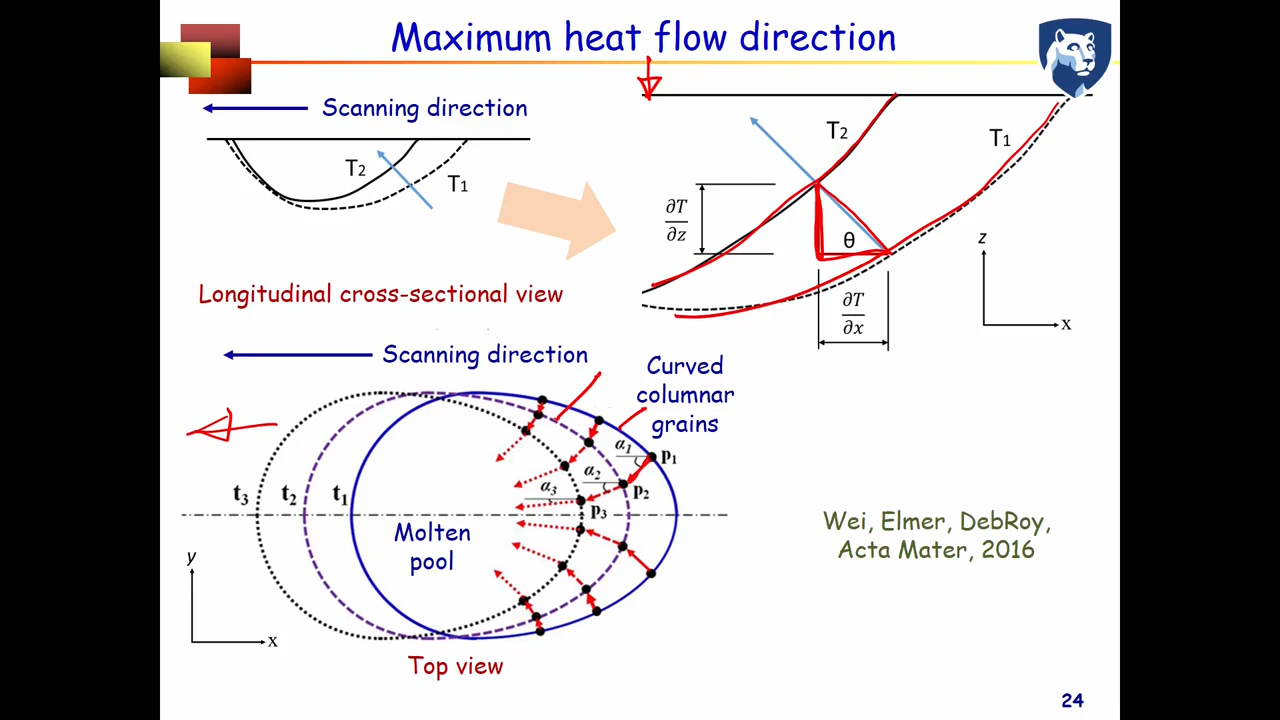 Maximum heat flow direction
Scanning direction
T2
T1
Longitudinal cross-sectional view
T2
T1
∂T
∂z
θ
∂T
∂x
z
x
Scanning direction
Curved
columnar
grains
α1
α2
α3
p1
p2
p3
t3
t2
t1
Molten
pool
y
x
Top view
Wei, Elmer, DebRoy,
Acta Mater, 2016
24